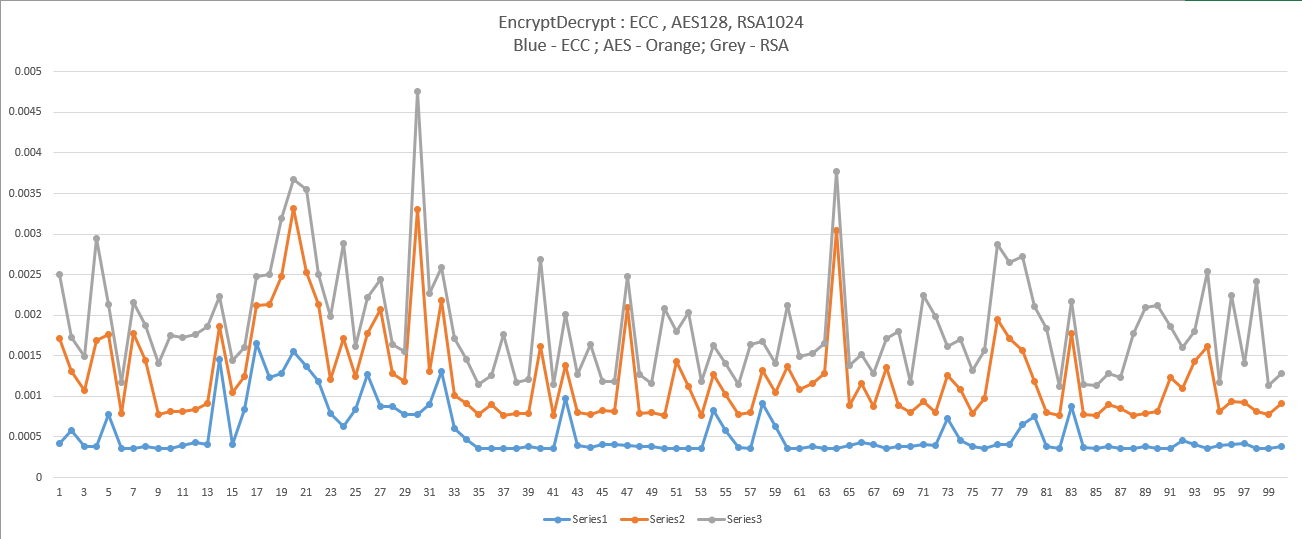 EncryptDecrypt : ECC , AES128, RSA1024
Blue - ECC ; AES - Orange; Grey - RSA
0.005
0.0045
0.004
0.0035
0.003
0.0025
0.002
0.0015
0.001
0.0005
0
1 3 5 7 9 11 13 15 17 19 21 23 25 27 29 31 33 35 37 39 41 43 45 47 49 51 53 55 57 59 61 63 65 67 69 71 73 75 77 79 81 83 85 87 89 91 93 95 97 99
Series1 Series2 Series3